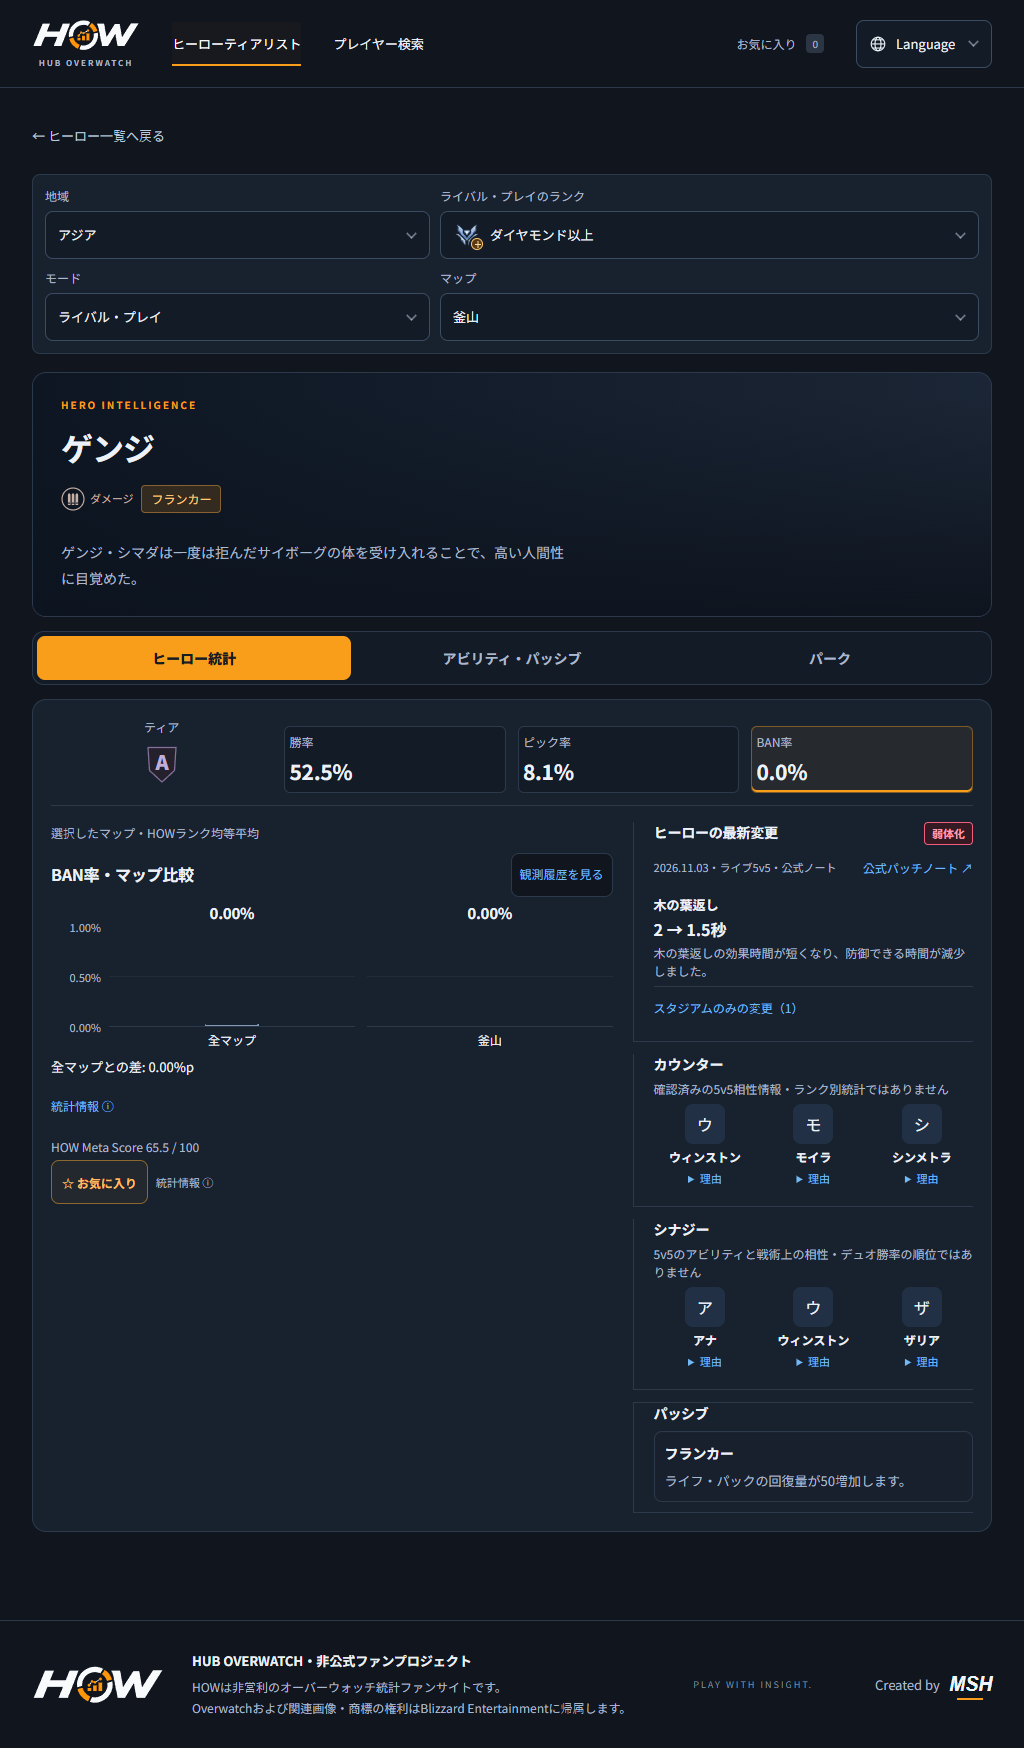 HOW
HUB OVERWATCH
ヒーローティアリスト
プレイヤー検索
お気に入り 0
Language
← ヒーロー一覧へ戻る
地域
アジア
ライバル・プレイのランク
ダイヤモンド以上
モード
ライバル・プレイ
マップ
釜山
HERO INTELLIGENCE
ゲンジ
ダメージ
フランカー
ゲンジ・シマダは一度は拒んだサイボーグの体を受け入れることで、高い人間性
に目覚めた。
ヒーロー統計
アビリティ・パッシブ
パーク
ティア
A
勝率
52.5%
ピック率
8.1%
BAN率
0.0%
選択したマップ・HOWランク均等平均
BAN率・マップ比較
観測履歴を見る
0.00%
0.00%
1.00%
0.50%
0.00%
全マップ
釜山
全マップとの差: 0.00%p
統計情報 ⓘ
HOW Meta Score 65.5 / 100
☆ お気に入り
統計情報 ⓘ
ヒーローの最新変更
弱体化
2026.11.03・ライブ5v5・公式ノート
公式パッチノート ↗
木の葉返し
2 → 1.5秒
木の葉返しの効果時間が短くなり、防御できる時間が減少
しました。
スタジアムのみの変更（1）
カウンター
確認済みの5v5相性情報・ランク別統計ではありません
ウ
モ
シ
ウィンストン
モイラ
シンメトラ
▶ 理由
▶ 理由
▶ 理由
シナジー
5v5のアビリティと戦術上の相性・デュオ勝率の順位ではあ
りません
ア
ウ
ザ
アナ
ウィンストン
ザリア
▶ 理由
▶ 理由
▶ 理由
パッシブ
フランカー
ライフ・パックの回復量が50増加します。
HOW
HUB OVERWATCH・非公式ファンプロジェクト
HOWは非営利のオーバーウォッチ統計ファンサイトです。
Overwatchおよび関連画像・商標の権利はBlizzard Entertainmentに帰属します。
PLAY WITH INSIGHT.
Created by MSH